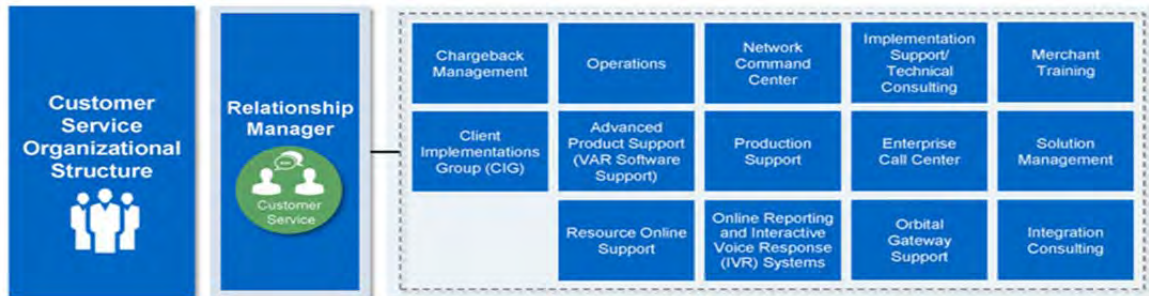 Customer
Service
Organizational
Structure
Relationship
Manager
Customer
Service
Chargeback
Management
Operations
Network
Command
Center
Implementation
Support/
Technical
Consulting
Merchant
Training
Client
Implementations
Group (CIG)
Advanced
Product Support
(VAR Software
Support)
Production
Support
Enterprise
Call Center
Solution
Management
Resource Online
Support
Online Reporting
and Interactive
Voice Response
(IVR) Systems
Orbital
Gateway
Support
Integration
Consulting